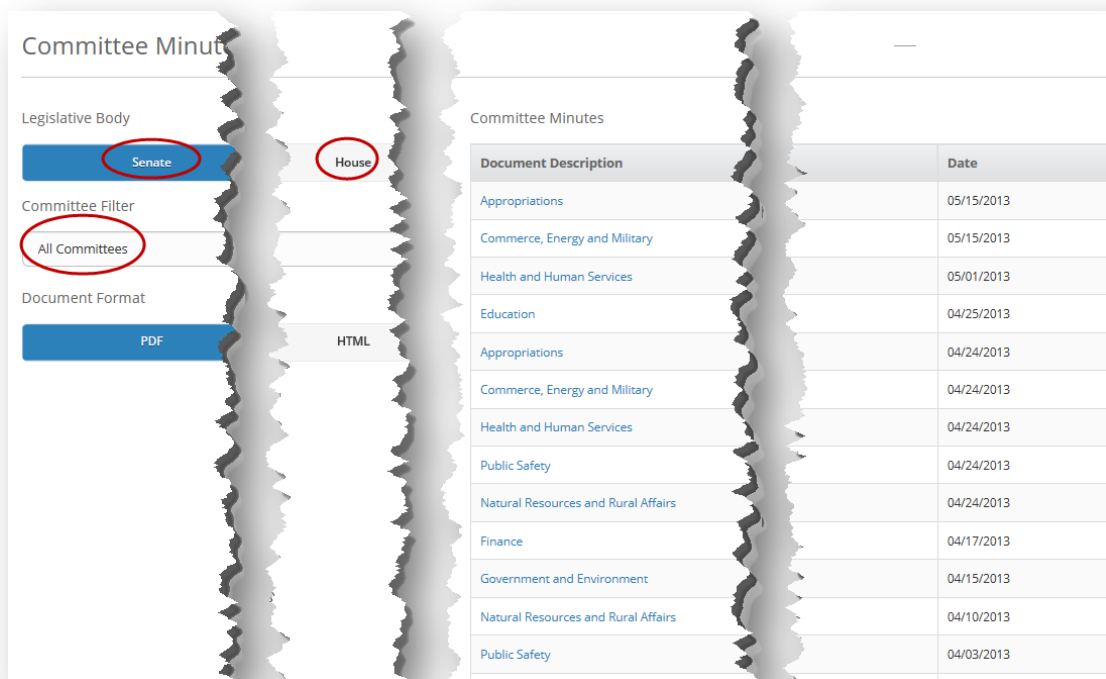 Committee Minut
Legislative Body
Senate House
Committee Filter
All Committees
Document Format
PDF HTML
Committee Minutes
Document Description Date
Appropriations 05/15/2013
Commerce, Energy and Military 05/15/2013
Health and Human Services 05/01/2013
Education 04/25/2013
Appropriations 04/24/2013
Commerce, Energy and Military 04/24/2013
Health and Human Services 04/24/2013
Public Safety 04/24/2013
Natural Resources and Rural Affairs 04/24/2013
Finance 04/17/2013
Government and Environment 04/15/2013
Natural Resources and Rural Affairs 04/10/2013
Public Safety 04/03/2013